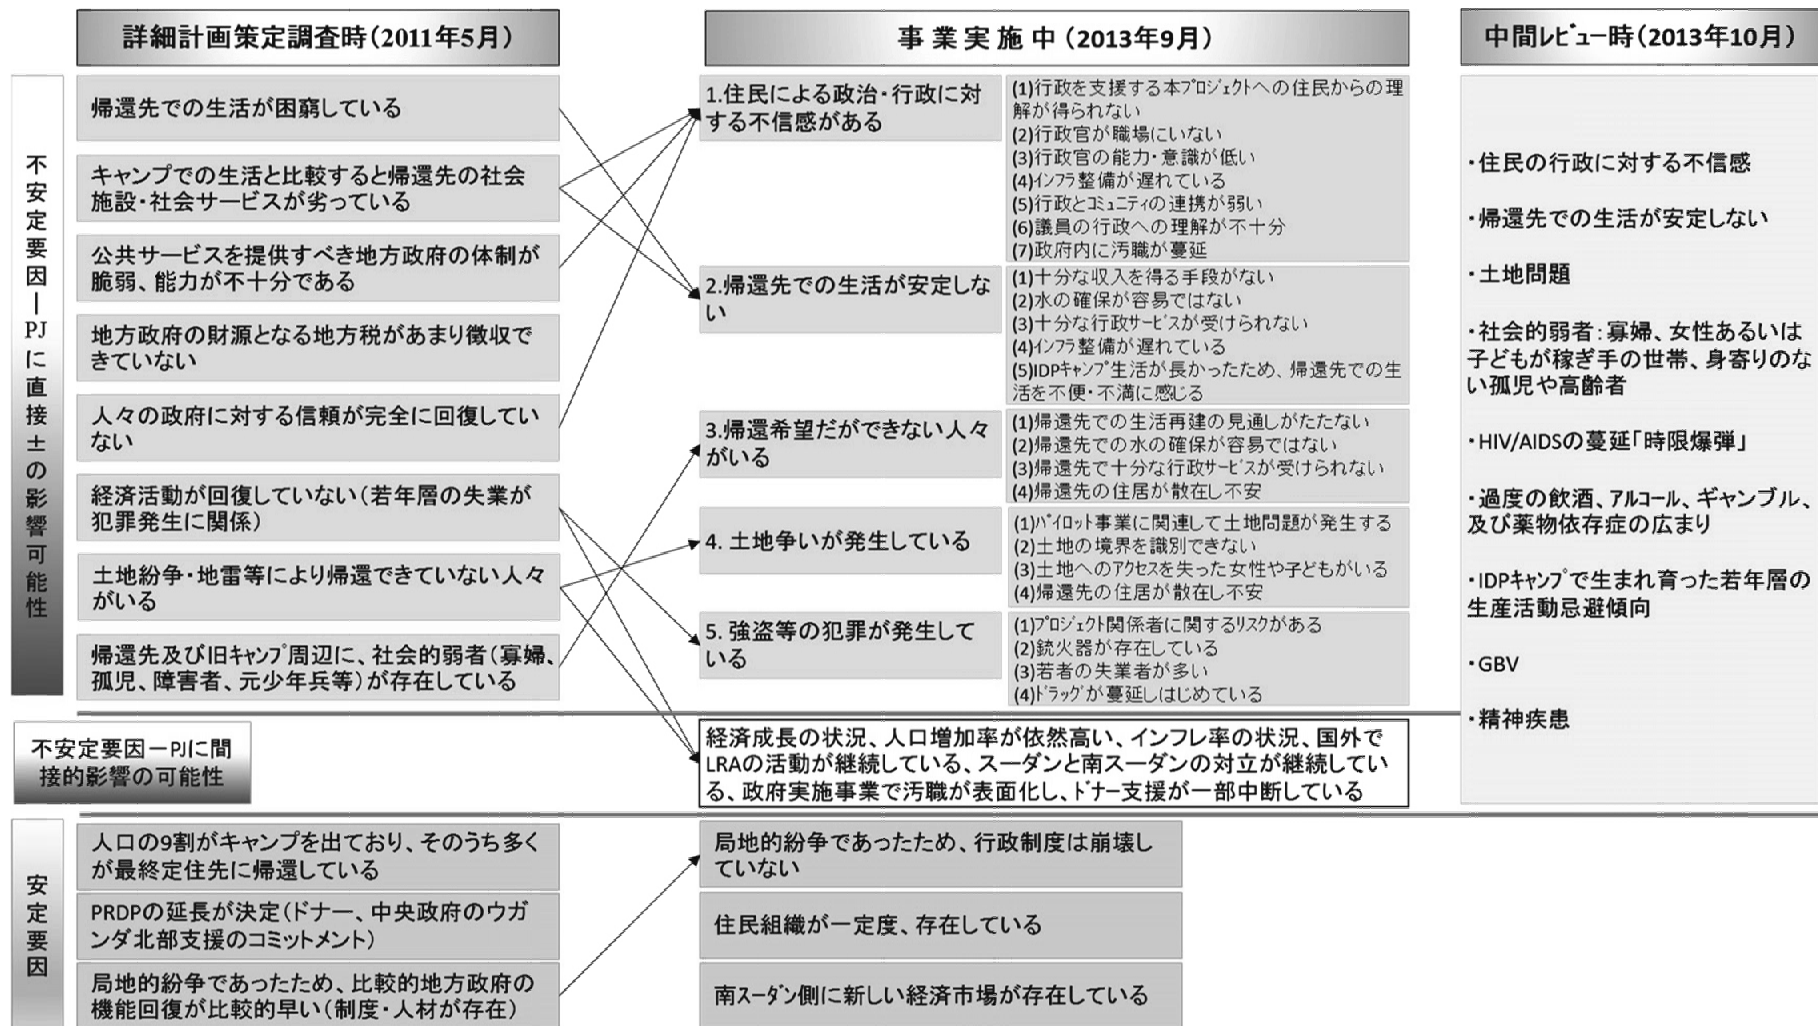 詳細計画策定調査時(2011年5月)
事業実施中(2013年9月)
中間レビュー時(2013年10月)
不安定要因ーPJに直接±の影響可能性
帰還先での生活が困窮している
キャンプでの生活と比較すると帰還先の社会
施設・社会サービスが劣っている
公共サービスを提供すべき地方政府の体制が
脆弱、能力が不十分である
地方政府の財源となる地方税があまり徴収で
きていない
人々の政府に対する信頼が完全に回復してい
ない
経済活動が回復していない(若年層の失業が
犯罪発生に関係)
土地紛争・地雷等により帰還できていない人々
がいる
帰還先及び旧キャンプ周辺に、社会的弱者(寡婦、
孤児、障害者、元少年兵等)が存在している
1.住民による政治・行政に対
する不信感がある
(1)行政を支援する本プロジェクトへの住民からの理
解が得られない
(2)行政官が職場にいない
(3)行政官の能力・意識が低い
(4)インフラ整備が遅れている
(5)行政とコミュニティの連携が弱い
(6)議員の行政への理解が不十分
(7)政府内に汚職が蔓延
2.帰還先での生活が安定しな
い
(1)十分な収入を得る手段がない
(2)水の確保が容易ではない
(3)十分な行政サービスが受けられない
(4)インフラ整備が遅れている
(5)IDPキャンプ生活が長かったため、帰還先での生
活を不便・不満に感じる
3.帰還希望だができない人々
がいる
(1)帰還先での生活再建の見通しがたたない
(2)帰還先での水の確保が容易ではない
(3)帰還先で十分な行政サービスが受けられない
(4)帰還先の住居が散在し不安
4. 土地争いが発生している
(1)パイロット事業に関連して土地問題が発生する
(2)土地の境界を識別できない
(3)土地へのアクセスを失った女性や子どもがいる
(4)帰還先の住居が散在し不安
5. 強盗等の犯罪が発生して
いる
(1)プロジェクト関係者に関するリスクがある
(2)銃火器が存在している
(3)若者の失業者が多い
(4)ドラッグが蔓延しはじめている
・住民の行政に対する不信感
・帰還先での生活が安定しない
・土地問題
・社会的弱者：寡婦、女性あるいは
子どもが稼ぎ手の世帯、身寄りのな
い孤児や高齢者
・HIV/AIDSの蔓延「時限爆弾」
・過度の飲酒、アルコール、ギャンブル、
及び薬物依存症の広まり
・IDPキャンプで生まれ育った若年層の
生産活動忌避傾向
・GBV
・精神疾患
不安定要因ーPJに間
接的影響の可能性
経済成長の状況、人口増加率が依然高い、インフレ率の状況、国外で
LRAの活動が継続している、スーダンと南スーダンの対立が継続してい
る、政府実施事業で汚職が表面化し、ドナー支援が一部中断している
安定要因
人口の9割がキャンプを出ており、そのうち多く
が最終定住先に帰還している
PRDPの延長が決定(ドナー、中央政府のウガ
ンダ北部支援のコミットメント)
局地的紛争であったため、比較的地方政府の
機能回復が比較的早い(制度・人材が存在)
局地的紛争であったため、行政制度は崩壊し
ていない
住民組織が一定度、存在している
南スーダン側に新しい経済市場が存在している